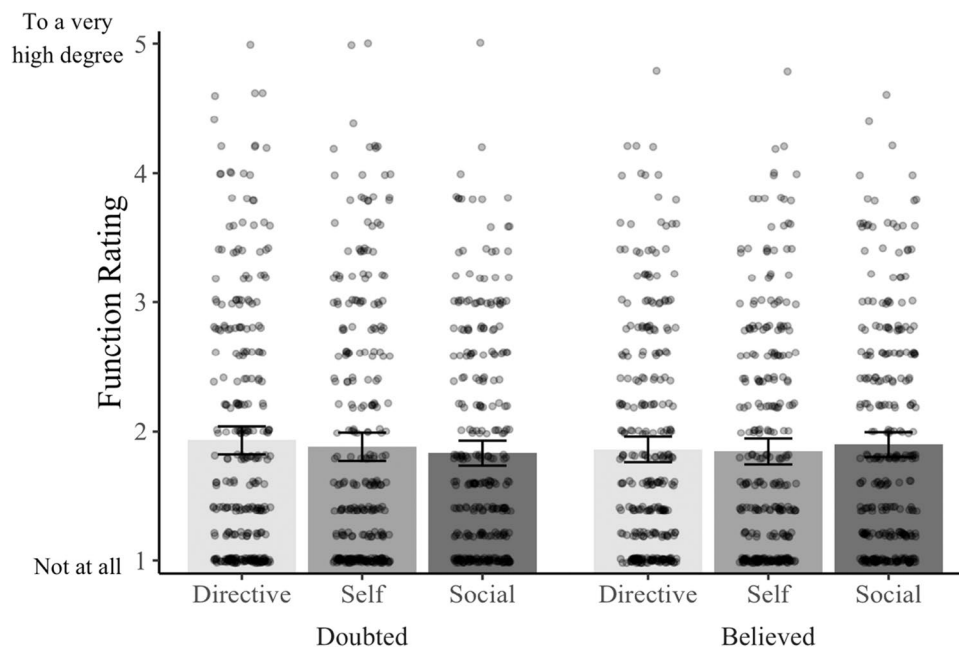 To a very
high degree
5
4
3
2
1
Not at all
Function Rating
Directive
Self
Social
Directive
Self
Social
Doubted
Believed